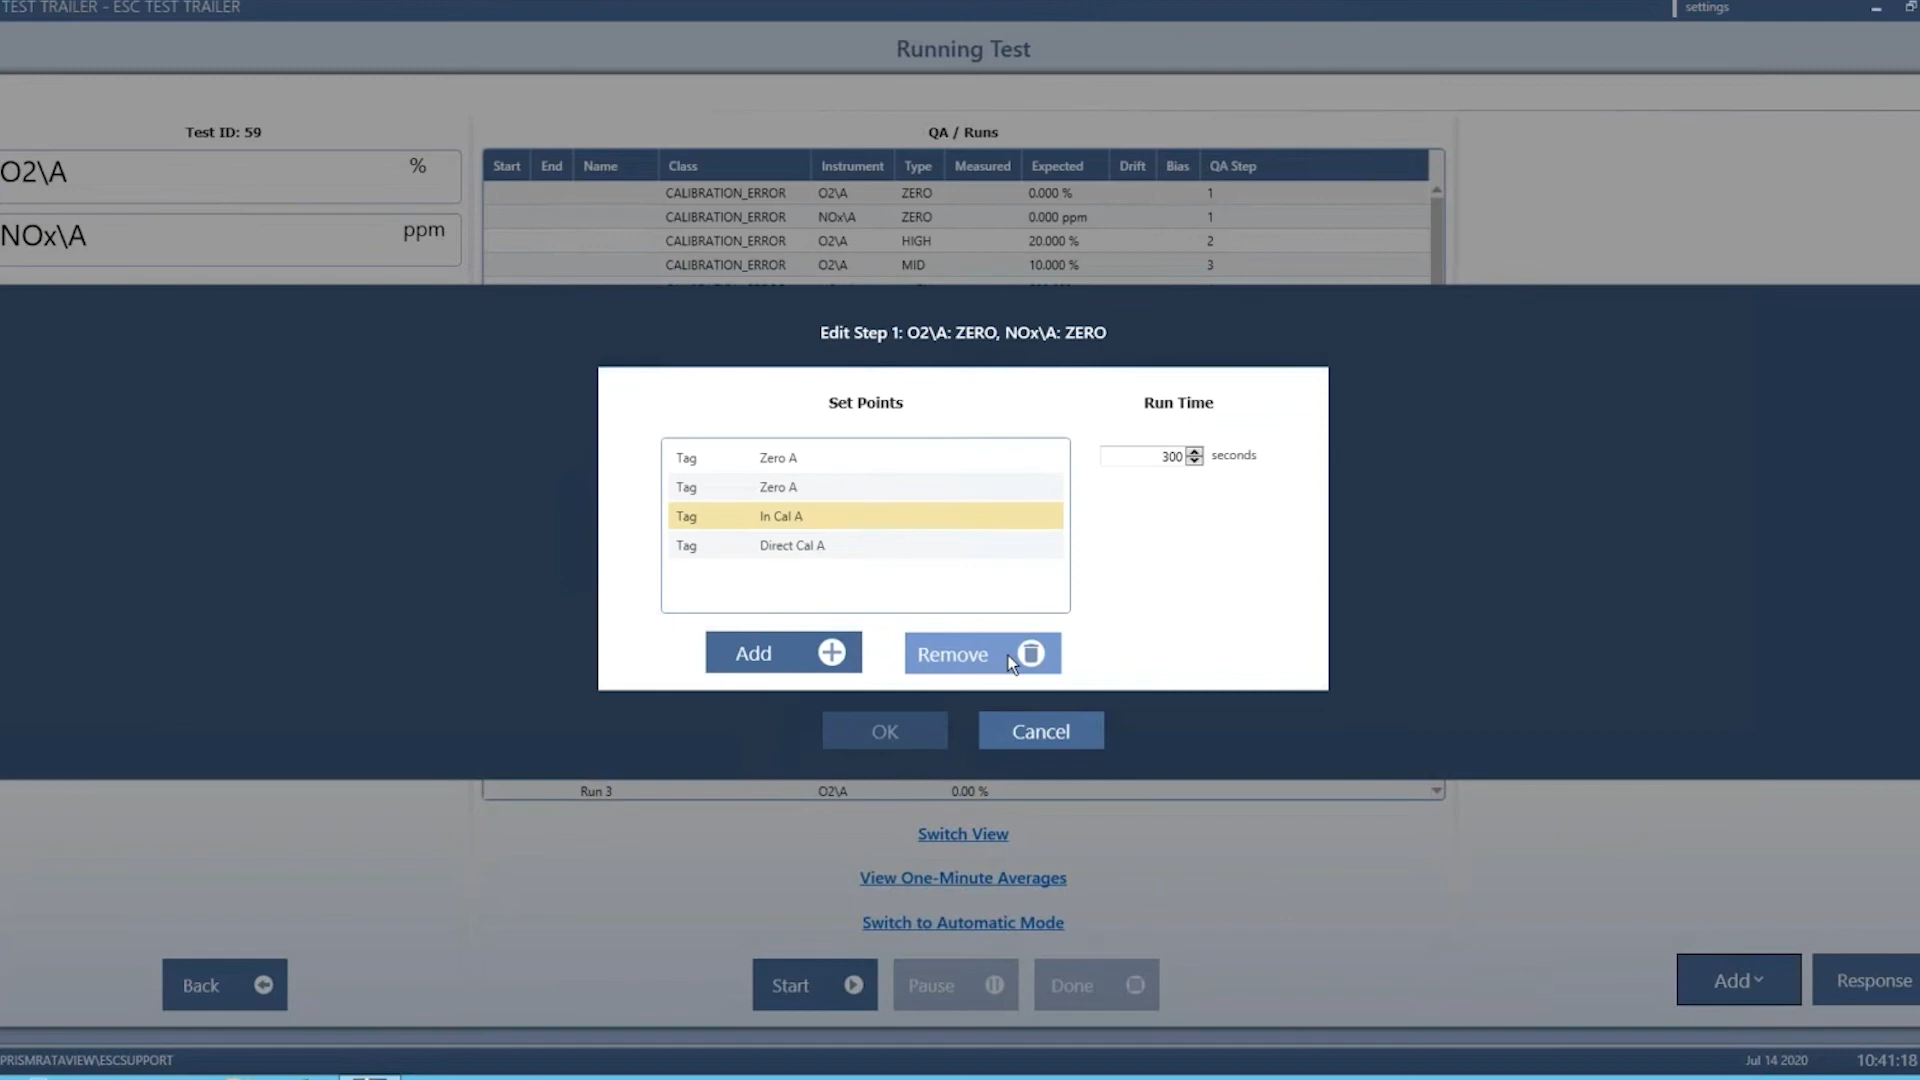 TEST TRAILER - ESC TEST TRAILER
settings
Running Test
Test ID: 59
QA / Runs
O2\A %
NOx\A ppm
Start End Name Class Instrument Type Measured Expected Drift Bias QA Step
CALIBRATION_ERROR O2\A ZERO 0.000 % 1
CALIBRATION_ERROR NOx\A ZERO 0.000 ppm 1
CALIBRATION_ERROR O2\A HIGH 20.000 % 2
CALIBRATION_ERROR O2\A MID 10.000 % 3
Edit Step 1: O2\A: ZERO, NOx\A: ZERO
Set Points
Run Time
Tag Zero A
300 seconds
Tag Zero A
Tag In Cal A
Tag Direct Cal A
Add
Remove
OK
Cancel
Run 3 O2\A 0.00 %
Switch View
View One-Minute Averages
Switch to Automatic Mode
Back
Start
Pause
Done
Add
Response
PRISMRATAVIEW\ESCSUPPORT
Jul 14 2020 10:41:18